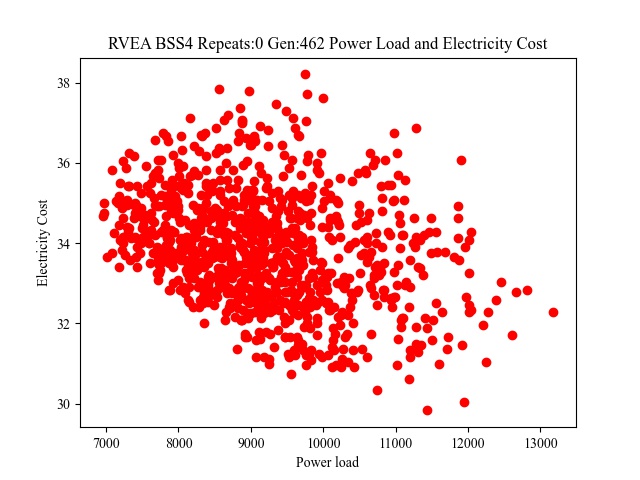 RVEA BSS4 Repeats:0 Gen:462 Power Load and Electricity Cost
38
36
34
32
30
Electricity Cost
7000 8000 9000 10000 11000 12000 13000
Power load